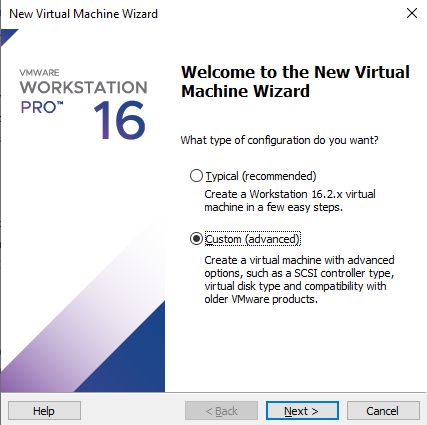 New Virtual Machine Wizard
VMWARE
WORKSTATION
PRO™
16
Welcome to the New Virtual
Machine Wizard
What type of configuration do you want?
Typical (recommended)
Create a Workstation 16.2.x virtual
machine in a few easy steps.
Custom (advanced)
Create a virtual machine with advanced
options, such as a SCSI controller type,
virtual disk type and compatibility with
older VMware products.
Help
< Back
Next >
Cancel